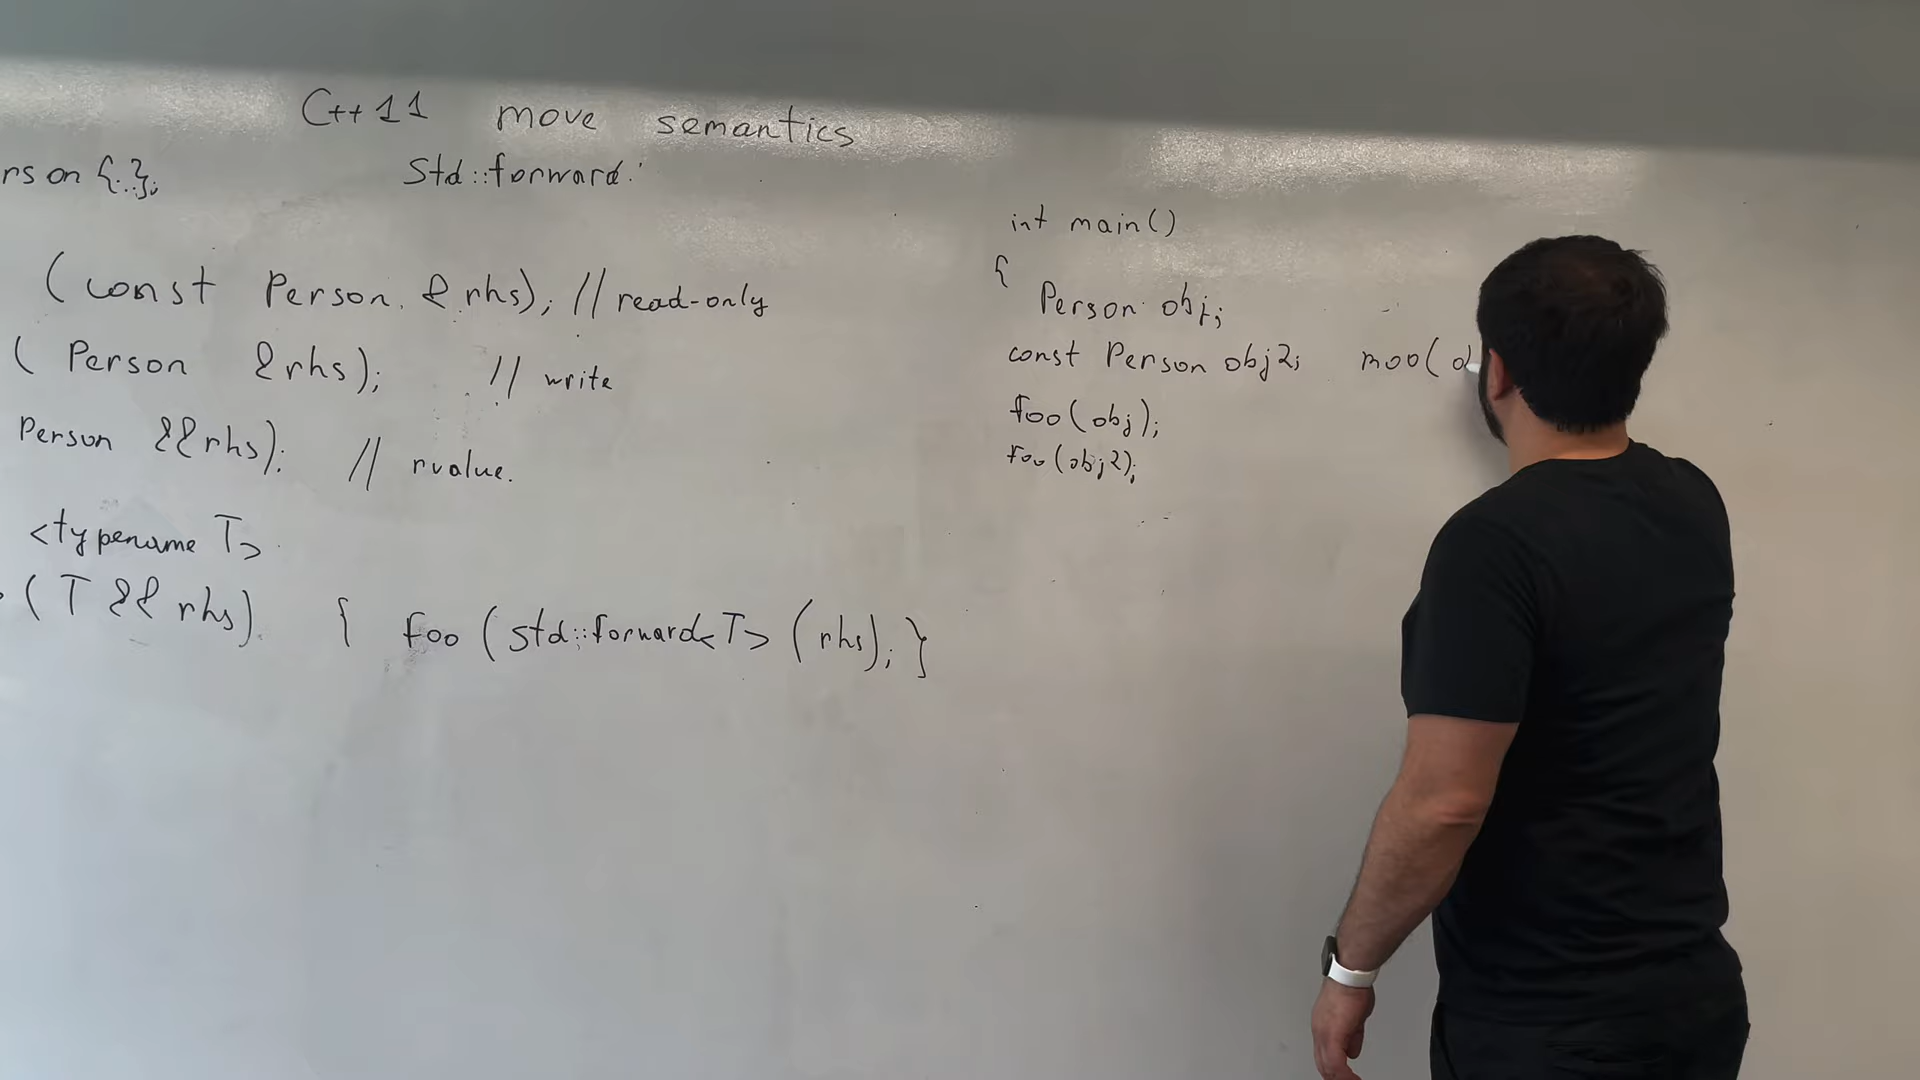 C++11 move semantics
rson {...};
std::forward.
(const Person &rhs); // read-only
(Person &rhs); // write
Person &&rhs); // rvalue.
<typename T>
(T && rhs) { foo (std::forward<T> (rhs); }
int main()
{
Person obj;
const Person obj2; moo(
foo(obj);
foo(obj2);